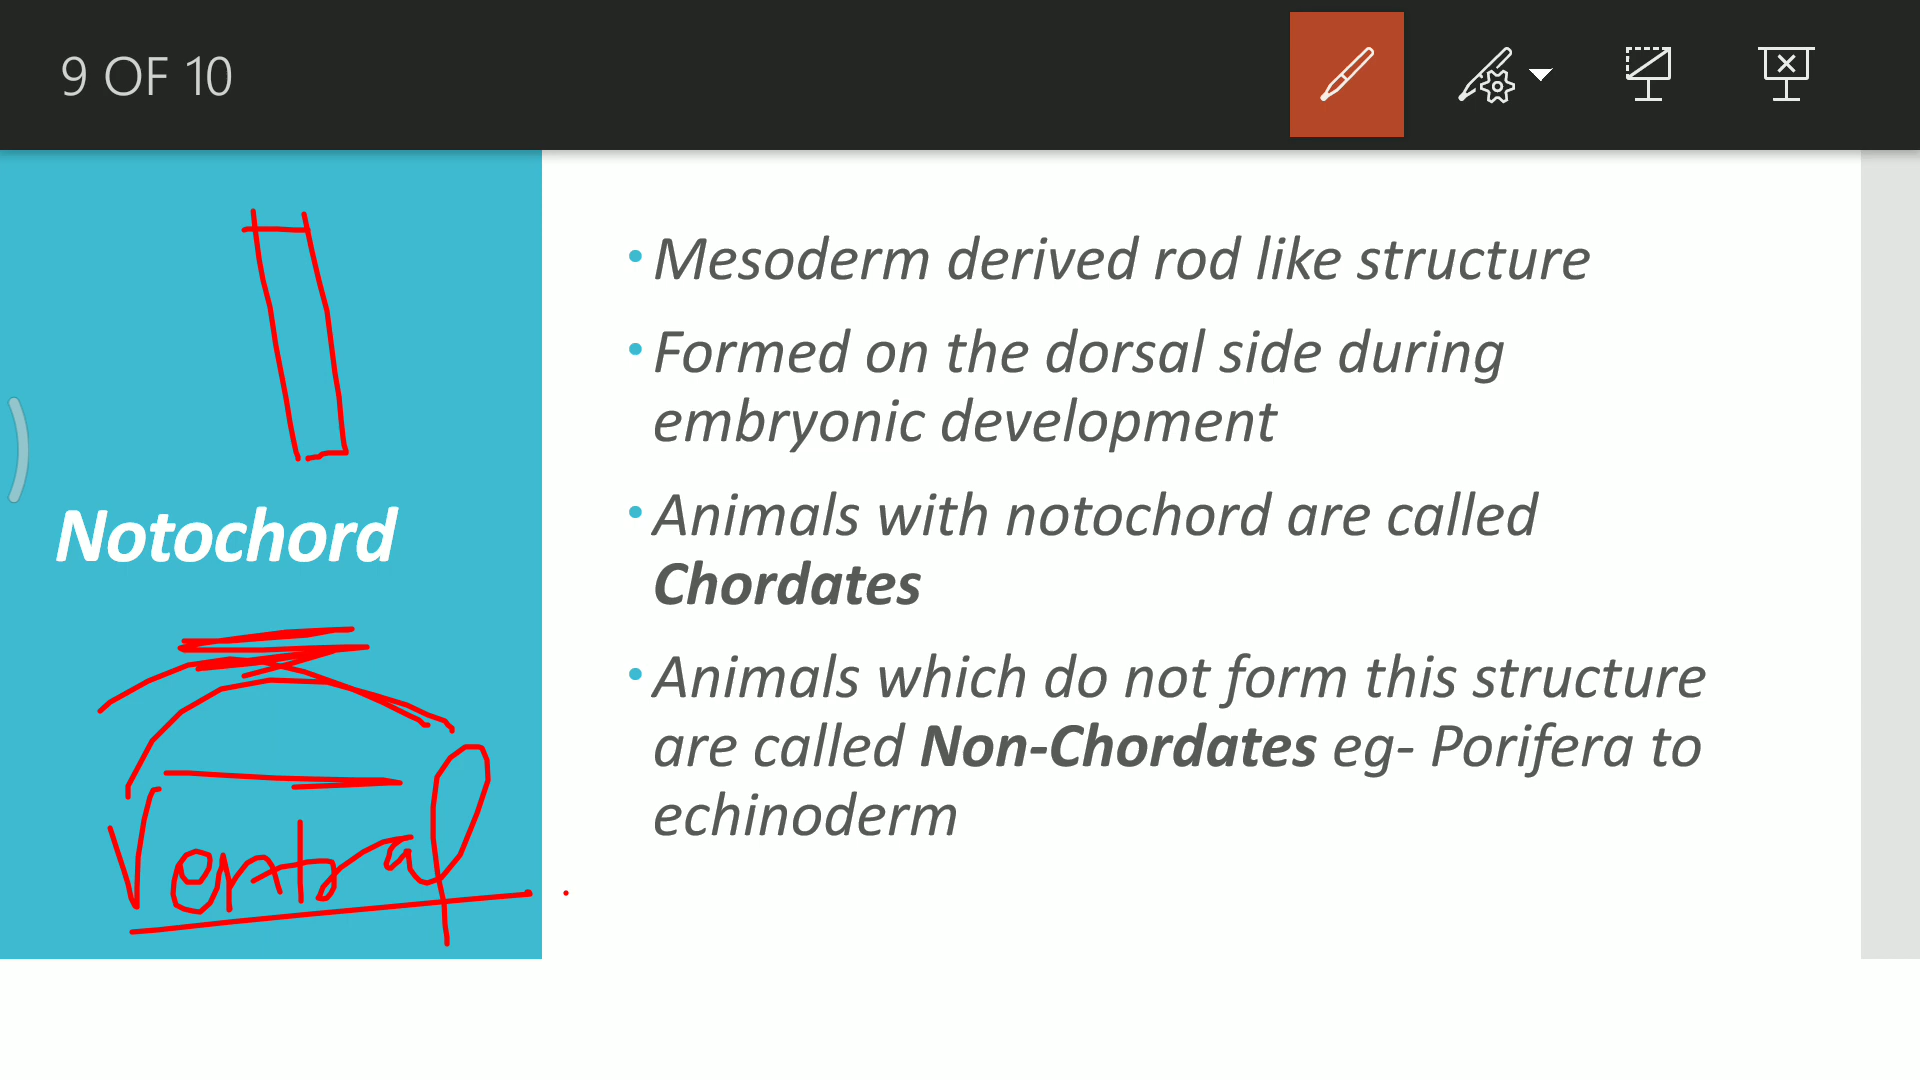 9 OF 10
Notochord
Ventral
• Mesoderm derived rod like structure
• Formed on the dorsal side during
embryonic development
• Animals with notochord are called
Chordates
• Animals which do not form this structure
are called Non-Chordates eg- Porifera to
echinoderm